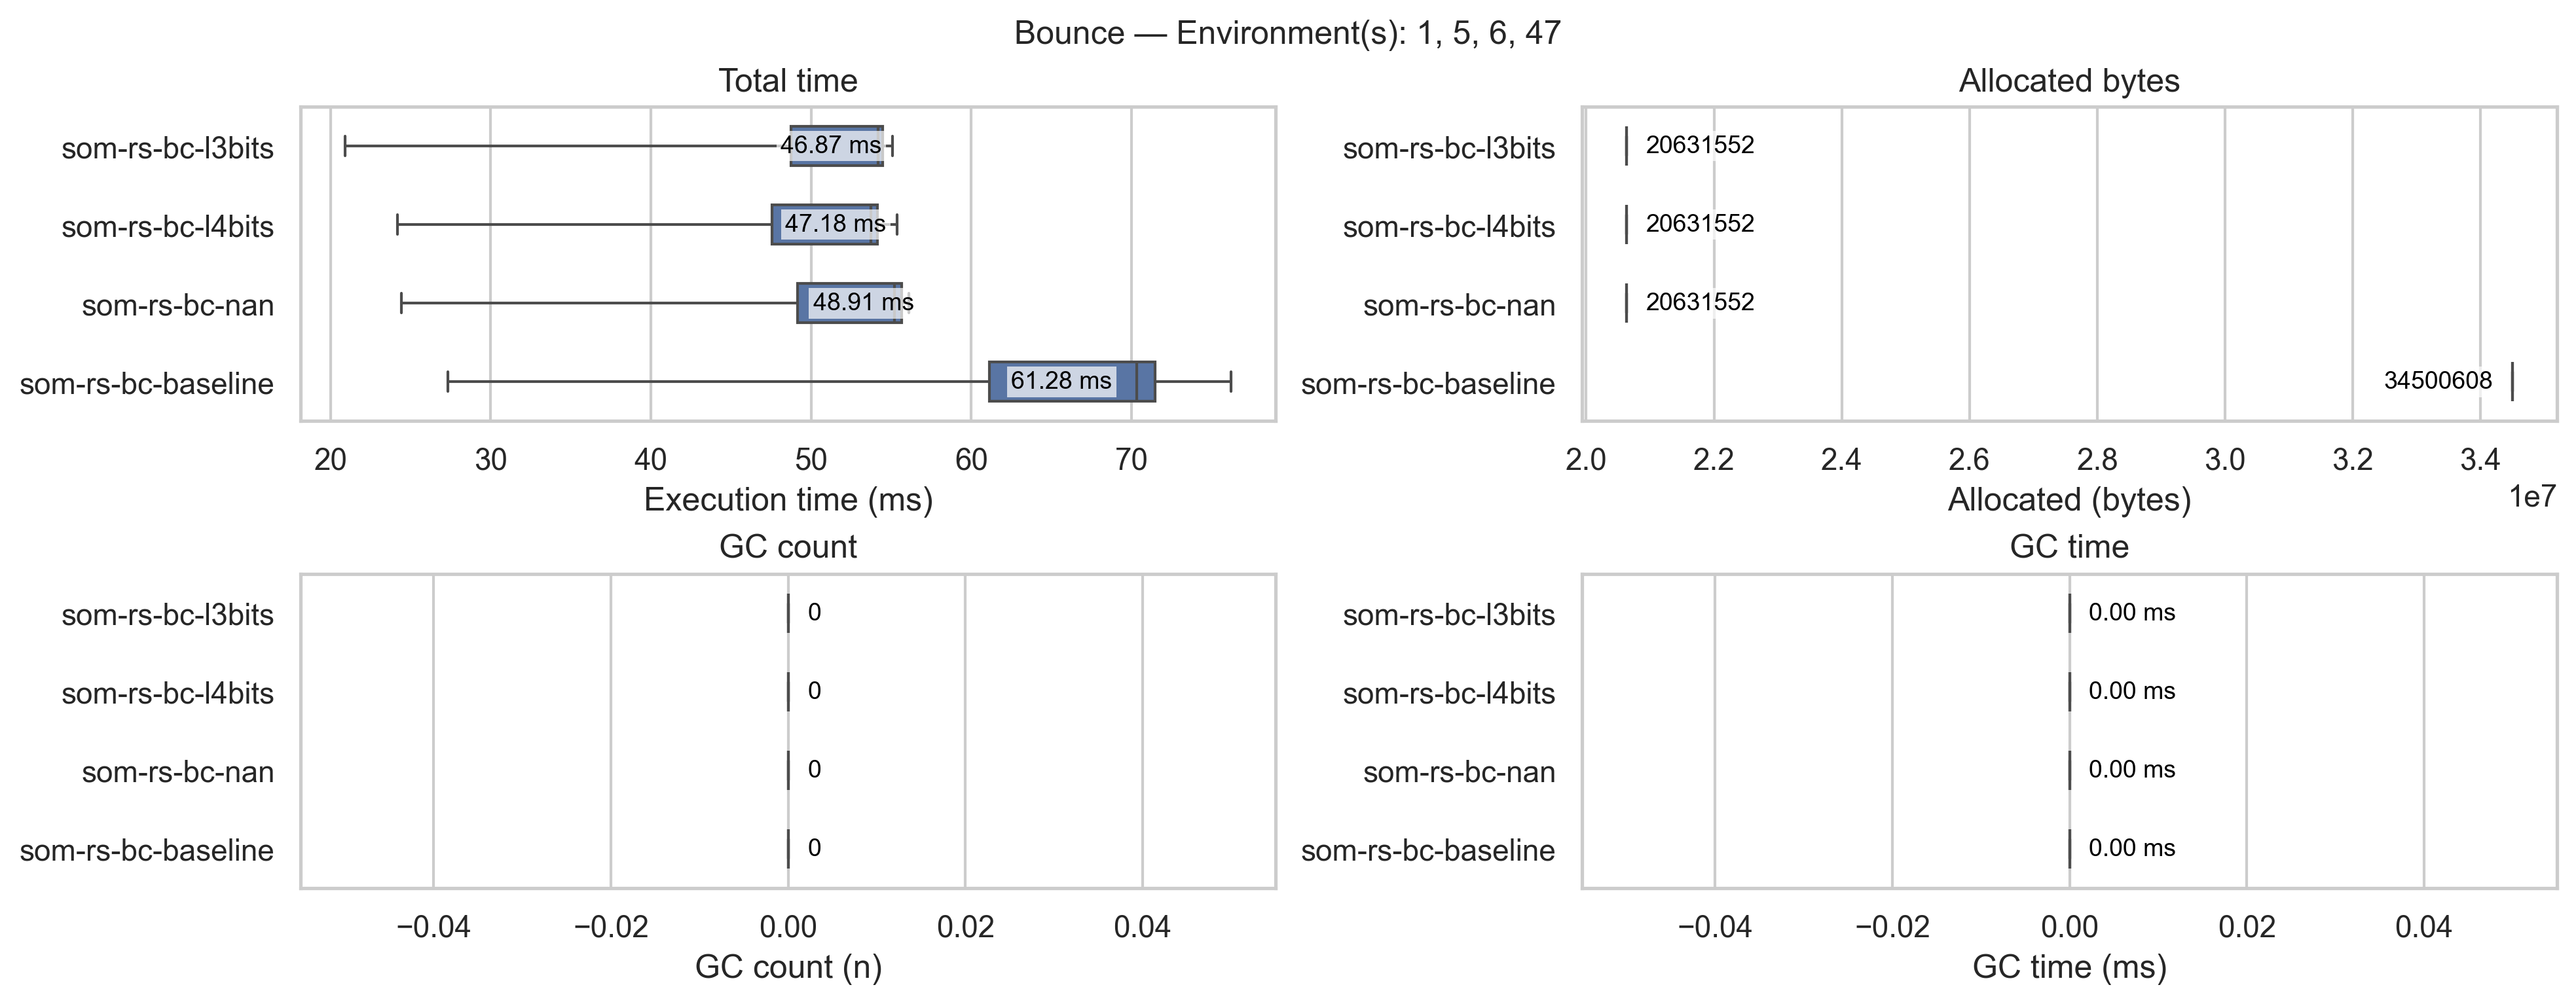 Bounce — Environment(s): 1, 5, 6, 47
Total time
som-rs-bc-l3bits
46.87 ms
som-rs-bc-l4bits
47.18 ms
som-rs-bc-nan
48.91 ms
som-rs-bc-baseline
61.28 ms
20 30 40 50 60 70
Execution time (ms)
Allocated bytes
som-rs-bc-l3bits
20631552
som-rs-bc-l4bits
20631552
som-rs-bc-nan
20631552
som-rs-bc-baseline
34500608
2.0 2.2 2.4 2.6 2.8 3.0 3.2 3.4
1e7
Allocated (bytes)
GC count
som-rs-bc-l3bits
0
som-rs-bc-l4bits
0
som-rs-bc-nan
0
som-rs-bc-baseline
0
−0.04 −0.02 0.00 0.02 0.04
GC count (n)
GC time
som-rs-bc-l3bits
0.00 ms
som-rs-bc-l4bits
0.00 ms
som-rs-bc-nan
0.00 ms
som-rs-bc-baseline
0.00 ms
−0.04 −0.02 0.00 0.02 0.04
GC time (ms)